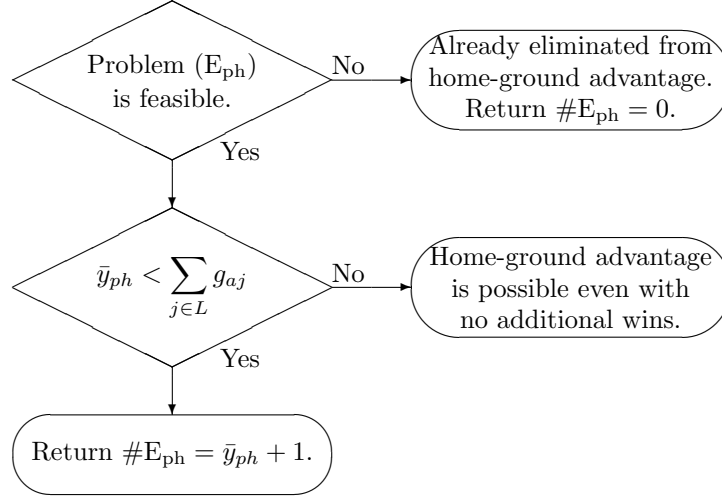 Problem (E_ph)
is feasible.
No
Already eliminated from
home-ground advantage.
Return #E_ph = 0.
Yes
ȳ_ph < ∑_{j∈L} g_aj
No
Home-ground advantage
is possible even with
no additional wins.
Yes
Return #E_ph = ȳ_ph + 1.